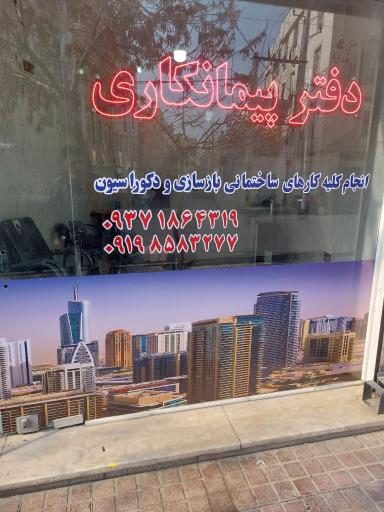 دفتر پیمانکاری
انجام کلیه کارهای ساختمانی بازسازی و دکوراسیون
۰۹۳۷ ۱۸۶۴۳۱۹
۰۹۱۹ ۸۵۸۳۲۷۷